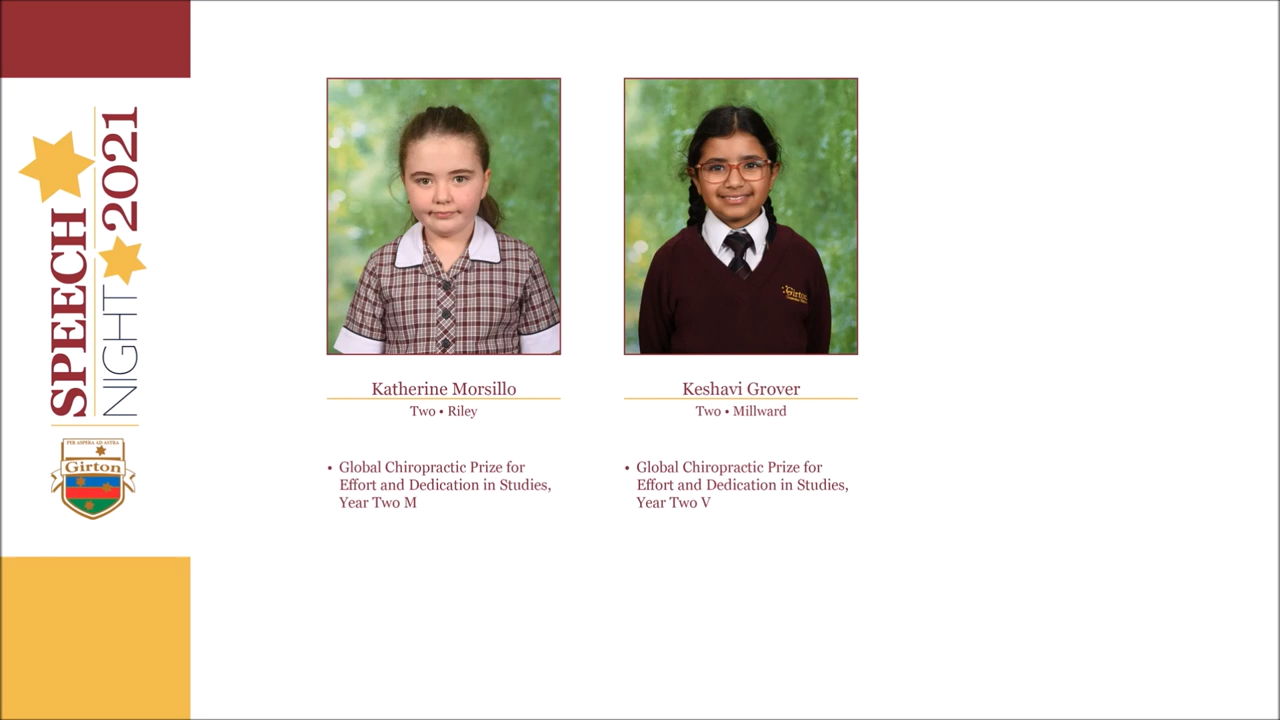 SPEECH
NIGHT 2021
PER ASPERA AD ASTRA
Girton
Girton
Katherine Morsillo
Two • Riley
• Global Chiropractic Prize for
Effort and Dedication in Studies,
Year Two M
Keshavi Grover
Two • Millward
• Global Chiropractic Prize for
Effort and Dedication in Studies,
Year Two V